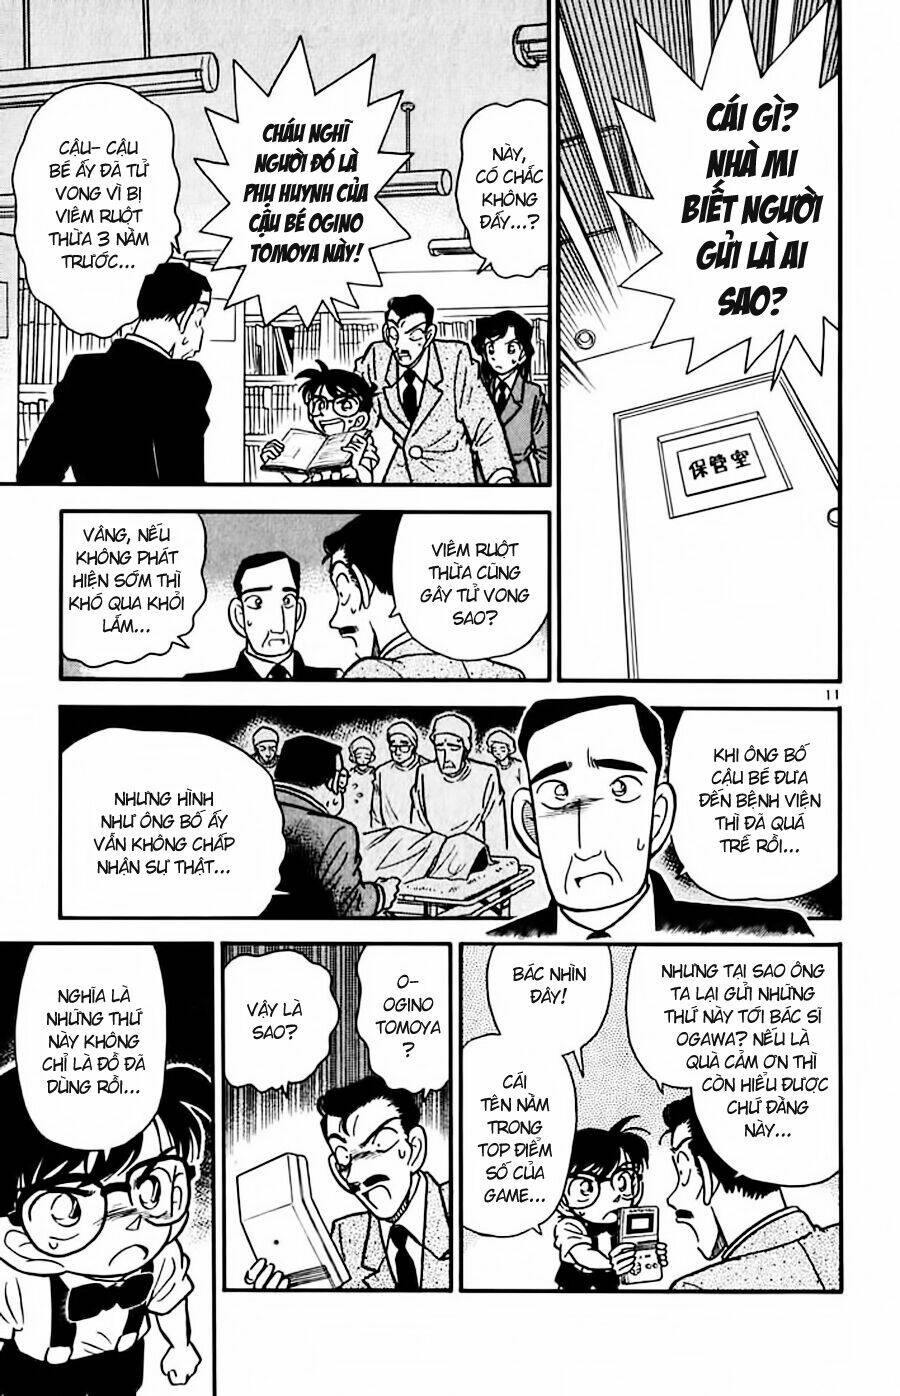 CÁI GÌ?
NHÀ MI
BIẾT NGƯỜI
GỬI LÀ AI
SAO?
保管室
NÀY,
CÓ CHẮC
KHÔNG
ĐẤY...?
CHÁU NGHĨ
NGƯỜI ĐÓ LÀ
PHỤ HUYNH CỦA
CẬU BÉ OGINO
TOMOYA NÀY!
CẬU- CẬU
BÉ ẤY ĐÃ TỬ
VONG VÌ BỊ
VIÊM RUỘT
THỪA 3 NĂM
TRƯỚC...
VIÊM RUỘT
THỪA CŨNG
GÂY TỬ VONG
SAO?
VÂNG, NẾU
KHÔNG PHÁT
HIỆN SỚM THÌ
KHÓ QUA KHỎI
LẮM...
11
KHI ÔNG BỐ
CẬU BÉ ĐƯA
ĐẾN BỆNH VIỆN
THÌ ĐÃ QUÁ
TRỄ RỒI...
NHƯNG HÌNH
NHƯ ÔNG BỐ ẤY
VẪN KHÔNG CHẤP
NHẬN SỰ THẬT...
NHƯNG TẠI SAO ÔNG
TA LẠI GỬI NHỮNG
THỨ NÀY TỚI BÁC SĨ
OGAWA? NẾU LÀ
QUÀ CẢM ƠN THÌ
CÒN HIỂU ĐƯỢC
CHỨ ĐẰNG
NÀY...
BÁC NHÌN
ĐÂY!
CÁI
TÊN NẰM
TRONG
TOP ĐIỂM
SỐ CỦA
GAME...
O-
OGINO
TOMOYA
?
VẬY LÀ
SAO?
NGHĨA LÀ
NHỮNG THỨ
NÀY KHÔNG
CHỈ LÀ ĐỒ ĐÃ
DÙNG RỒI...